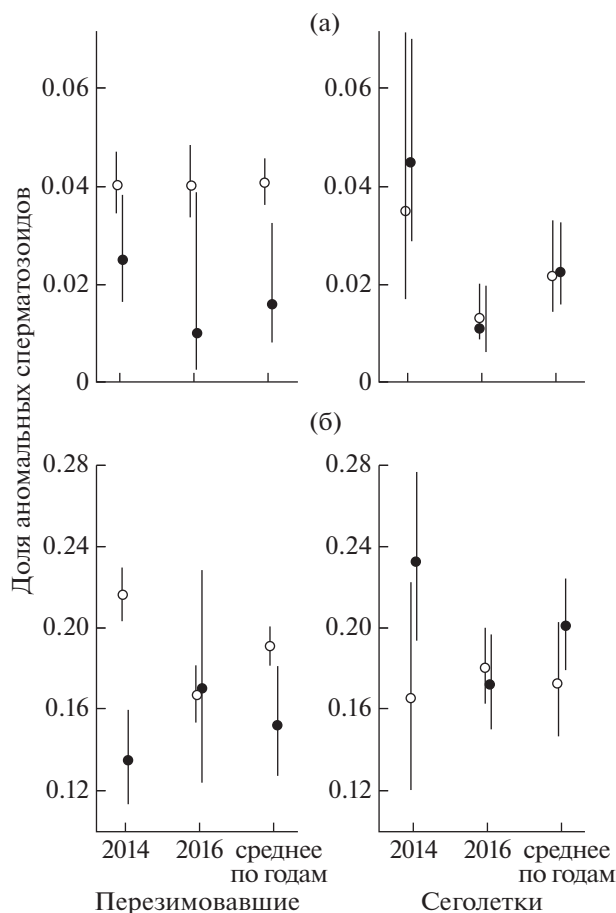 (а)
Доля аномальных сперматозоидов
0.06
0.04
0.02
0
0.06
0.04
0.02
0
(б)
0.28
0.24
0.20
0.16
0.12
0.28
0.24
0.20
0.16
0.12
2014 2016 среднее
по годам
Перезимовавшие
2014 2016 среднее
по годам
Сеголетки